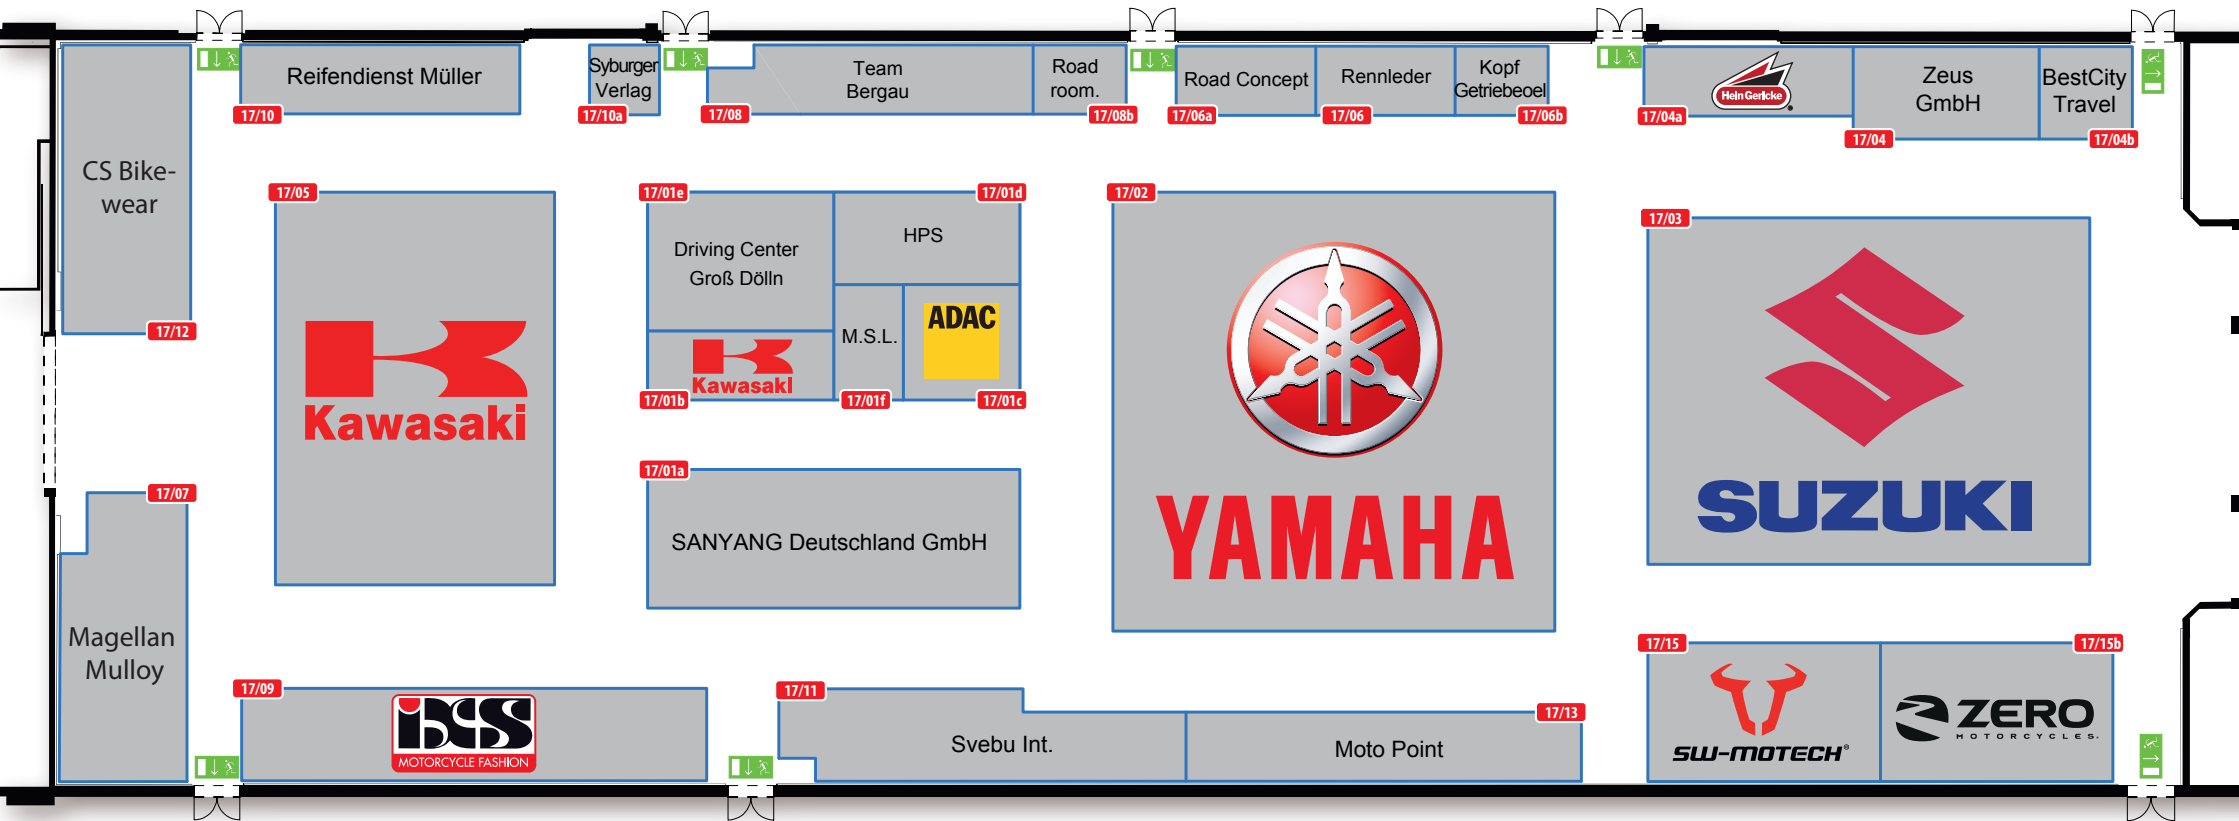 Reifendienst Müller
17/10
Syburger
Verlag
17/10a
Team
Bergau
17/08
Road
room.
17/08b
Road Concept
17/06a
Rennleder
17/06
Kopf
Getriebeoel
17/06b
Hein Gericke
17/04a
Zeus
GmbH
17/04
BestCity
Travel
17/04b
CS Bike-
wear
17/12
17/05
Kawasaki
17/01e
Driving Center
Groß Dölln
17/01d
HPS
Kawasaki
17/01b
M.S.L.
17/01f
ADAC
17/01c
17/01a
SANYANG Deutschland GmbH
17/02
YAMAHA
17/03
SUZUKI
17/07
Magellan
Mulloy
17/09
iXS
MOTORCYCLE FASHION
17/11
Svebu Int.
17/13
Moto Point
17/15
SW-MOTECH®
17/15b
ZERO
MOTORCYCLES